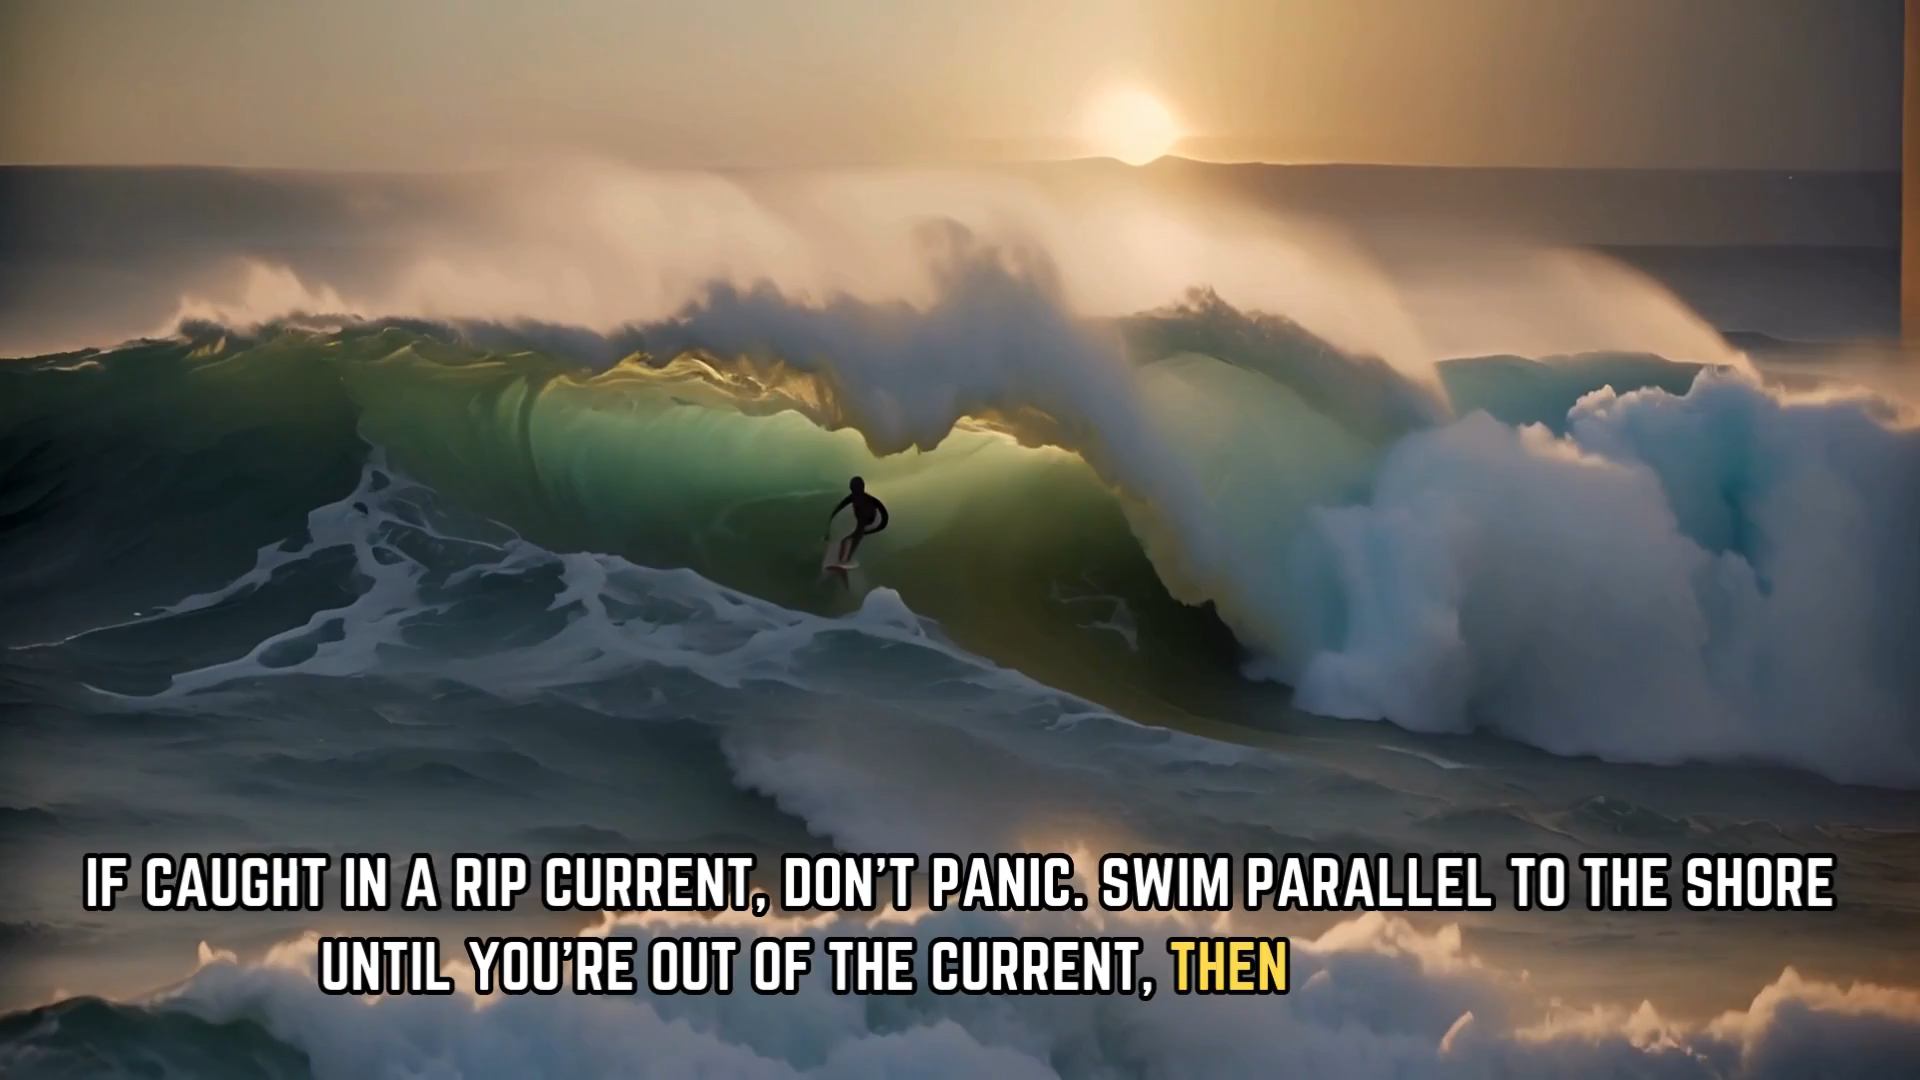 IF CAUGHT IN A RIP CURRENT, DON'T PANIC. SWIM PARALLEL TO THE SHORE
UNTIL YOU'RE OUT OF THE CURRENT, THEN